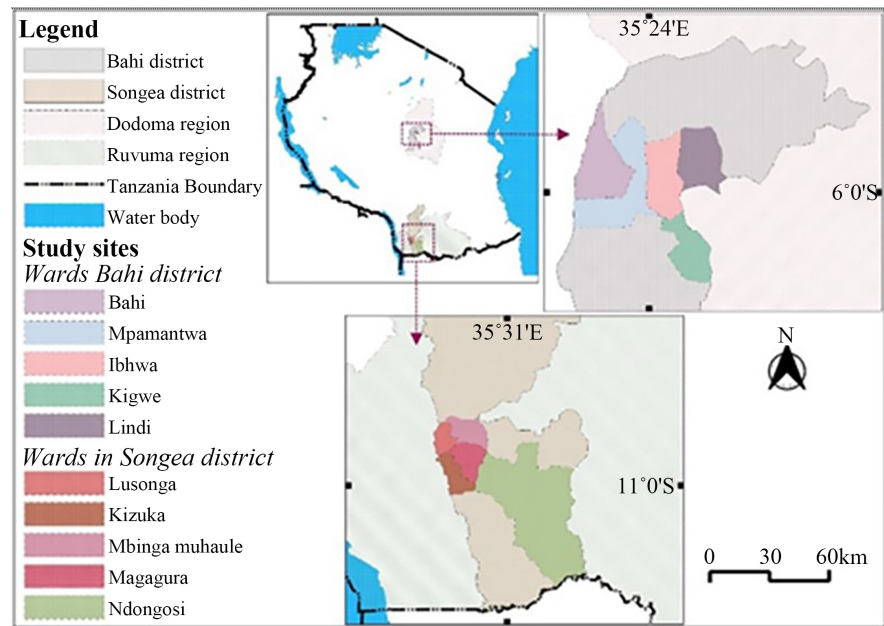 Legend
Bahi district
Songea district
Dodoma region
Ruvuma region
Tanzania Boundary
Water body
Study sites
Wards Bahi district
Bahi
Mpamantwa
Ibhwa
Kigwe
Lindi
Wards in Songea district
Lusonga
Kizuka
Mbinga muhaule
Magagura
Ndongosi
35°24'E
6°0'S
35°31'E
11°0'S
N
0 30 60km